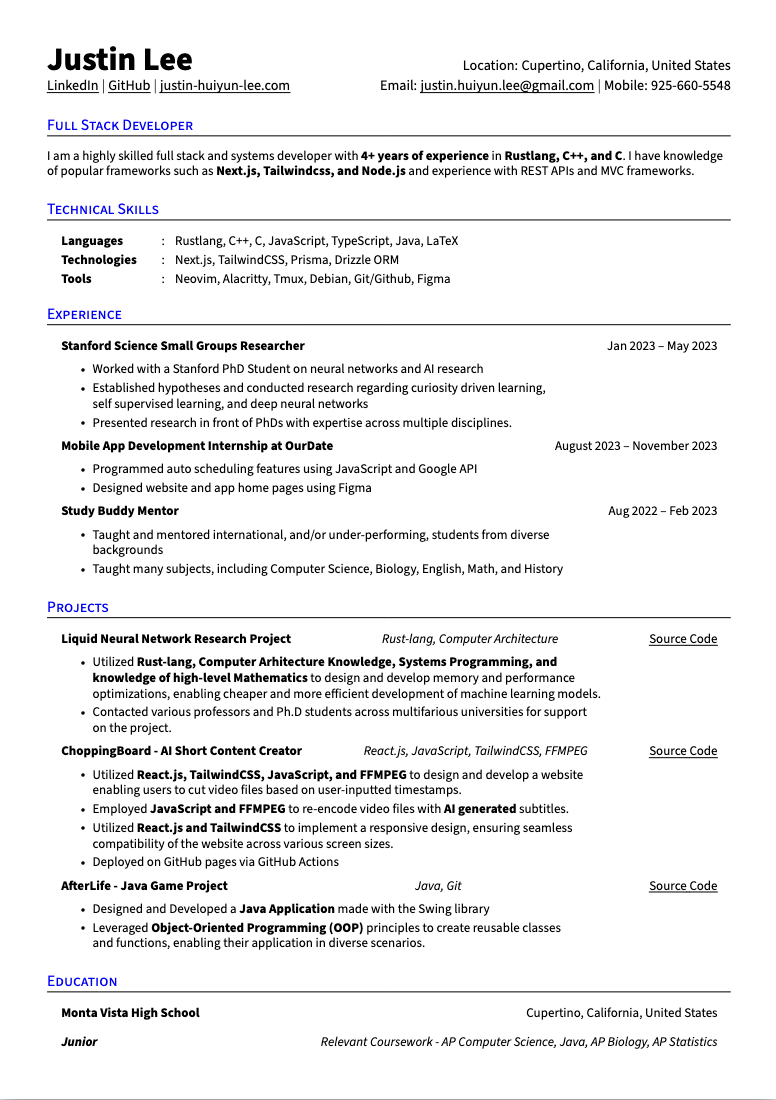 Justin Lee
Location: Cupertino, California, United States
LinkedIn | GitHub | justin-huiyun-lee.com
Email: justin.huiyun.lee@gmail.com | Mobile: 925-660-5548
Full Stack Developer
I am a highly skilled full stack and systems developer with 4+ years of experience in Rustlang, C++, and C. I have knowledge
of popular frameworks such as Next.js, Tailwindcss, and Node.js and experience with REST APIs and MVC frameworks.
Technical Skills
Languages : Rustlang, C++, C, JavaScript, TypeScript, Java, LaTeX
Technologies : Next.js, TailwindCSS, Prisma, Drizzle ORM
Tools : Neovim, Alacritty, Tmux, Debian, Git/Github, Figma
Experience
Stanford Science Small Groups Researcher Jan 2023 – May 2023
• Worked with a Stanford PhD Student on neural networks and AI research
• Established hypotheses and conducted research regarding curiosity driven learning,
self supervised learning, and deep neural networks
• Presented research in front of PhDs with expertise across multiple disciplines.
Mobile App Development Internship at OurDate August 2023 – November 2023
• Programmed auto scheduling features using JavaScript and Google API
• Designed website and app home pages using Figma
Study Buddy Mentor Aug 2022 – Feb 2023
• Taught and mentored international, and/or under-performing, students from diverse
backgrounds
• Taught many subjects, including Computer Science, Biology, English, Math, and History
Projects
Liquid Neural Network Research Project Rust-lang, Computer Architecture Source Code
• Utilized Rust-lang, Computer Arhitecture Knowledge, Systems Programming, and
knowledge of high-level Mathematics to design and develop memory and performance
optimizations, enabling cheaper and more efficient development of machine learning models.
• Contacted various professors and Ph.D students across multifarious universities for support
on the project.
ChoppingBoard - AI Short Content Creator React.js, JavaScript, TailwindCSS, FFMPEG Source Code
• Utilized React.js, TailwindCSS, JavaScript, and FFMPEG to design and develop a website
enabling users to cut video files based on user-inputted timestamps.
• Employed JavaScript and FFMPEG to re-encode video files with AI generated subtitles.
• Utilized React.js and TailwindCSS to implement a responsive design, ensuring seamless
compatibility of the website across various screen sizes.
• Deployed on GitHub pages via GitHub Actions
AfterLife - Java Game Project Java, Git Source Code
• Designed and Developed a Java Application made with the Swing library
• Leveraged Object-Oriented Programming (OOP) principles to create reusable classes
and functions, enabling their application in diverse scenarios.
Education
Monta Vista High School Cupertino, California, United States
Junior Relevant Coursework - AP Computer Science, Java, AP Biology, AP Statistics